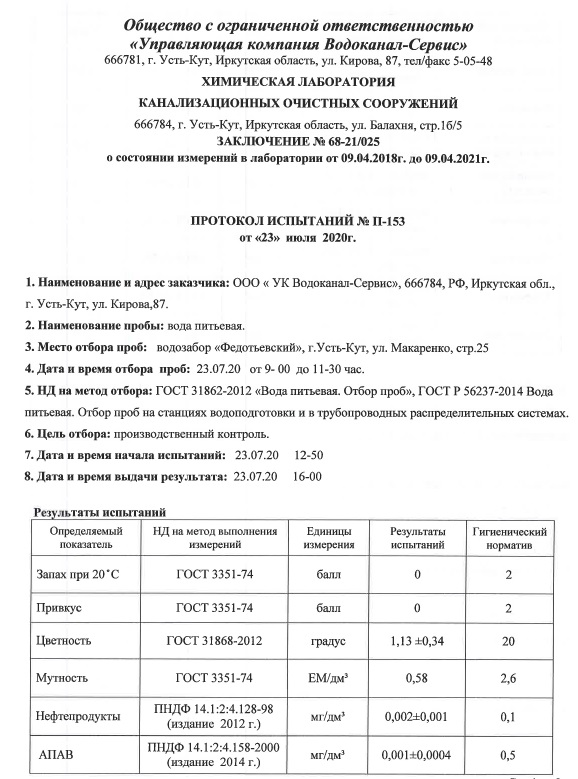 Общество с ограниченной ответственностью
«Управляющая компания Водоканал-Сервис»
666781, г. Усть-Кут, Иркутская область, ул. Кирова, 87, тел/факс 5-05-48
ХИМИЧЕСКАЯ ЛАБОРАТОРИЯ
КАНАЛИЗАЦИОННЫХ ОЧИСТНЫХ СООРУЖЕНИЙ
666784, г. Усть-Кут, Иркутская область, ул. Балахня, стр.1б/5
ЗАКЛЮЧЕНИЕ № 68-21/025
о состоянии измерений в лаборатории от 09.04.2018г. до 09.04.2021г.
ПРОТОКОЛ ИСПЫТАНИЙ № П-153
от «23» июля 2020г.
1. Наименование и адрес заказчика: ООО « УК Водоканал-Сервис», 666784, РФ, Иркутская обл.,
г. Усть-Кут, ул. Кирова,87.
2. Наименование пробы: вода питьевая.
3. Место отбора проб: водозабор «Федотьевский», г.Усть-Кут, ул. Макаренко, стр.25
4. Дата и время отбора проб: 23.07.20 от 9- 00 до 11-30 час.
5. НД на метод отбора: ГОСТ 31862-2012 «Вода питьевая. Отбор проб», ГОСТ Р 56237-2014 Вода
питьевая. Отбор проб на станциях водоподготовки и в трубопроводных распределительных системах.
6. Цель отбора: производственный контроль.
7. Дата и время начала испытаний: 23.07.20 12-50
8. Дата и время выдачи результата: 23.07.20 16-00
Результаты испытаний
Определяемый показатель НД на метод выполнения измерений Единицы измерения Результаты испытаний Гигиенический норматив
Запах при 20˚С ГОСТ 3351-74 балл 0 2
Привкус ГОСТ 3351-74 балл 0 2
Цветность ГОСТ 31868-2012 градус 1,13 ±0,34 20
Мутность ГОСТ 3351-74 ЕМ/дм³ 0,58 2,6
Нефтепродукты ПНДФ 14.1:2:4.128-98 (издание 2012 г.) мг/дм³ 0,002±0,001 0,1
АПАВ ПНДФ 14.1:2:4.158-2000 (издание 2014 г.) мг/дм³ 0,001±0,0004 0,5